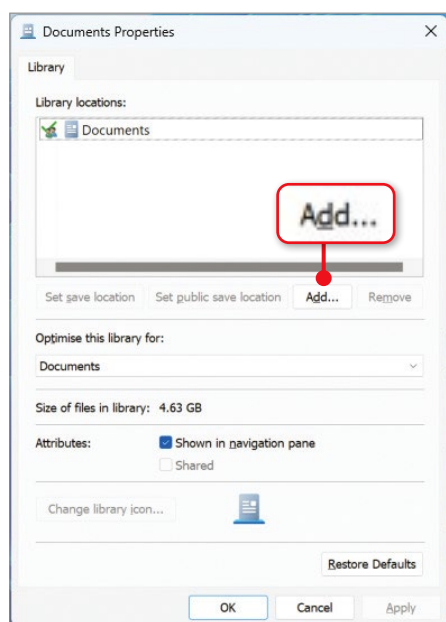 Documents Properties
Library
Library locations:
Documents
Add...
Set save location Set public save location Add... Remove
Optimise this library for:
Documents
Size of files in library: 4.63 GB
Attributes: Shown in navigation pane
Shared
Change library icon...
Restore Defaults
OK Cancel Apply